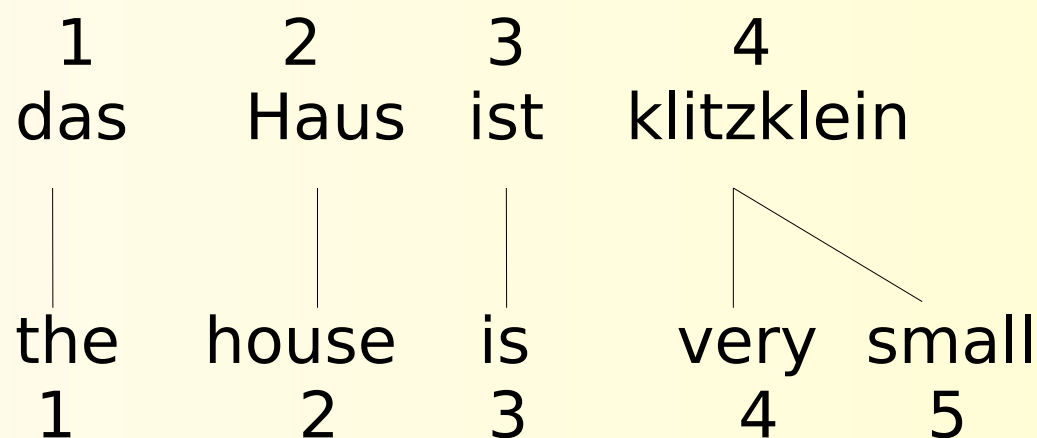 1 2 3 4
das Haus ist klitzklein
the house is very small
1 2 3 4 5